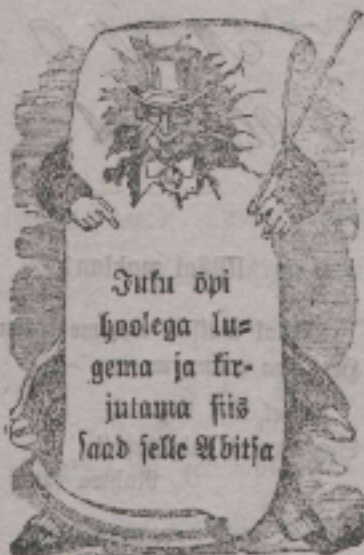 Juku õpi
hoolega lu⸗
gema ja kir⸗
jutama siis
saad selle Abitsa